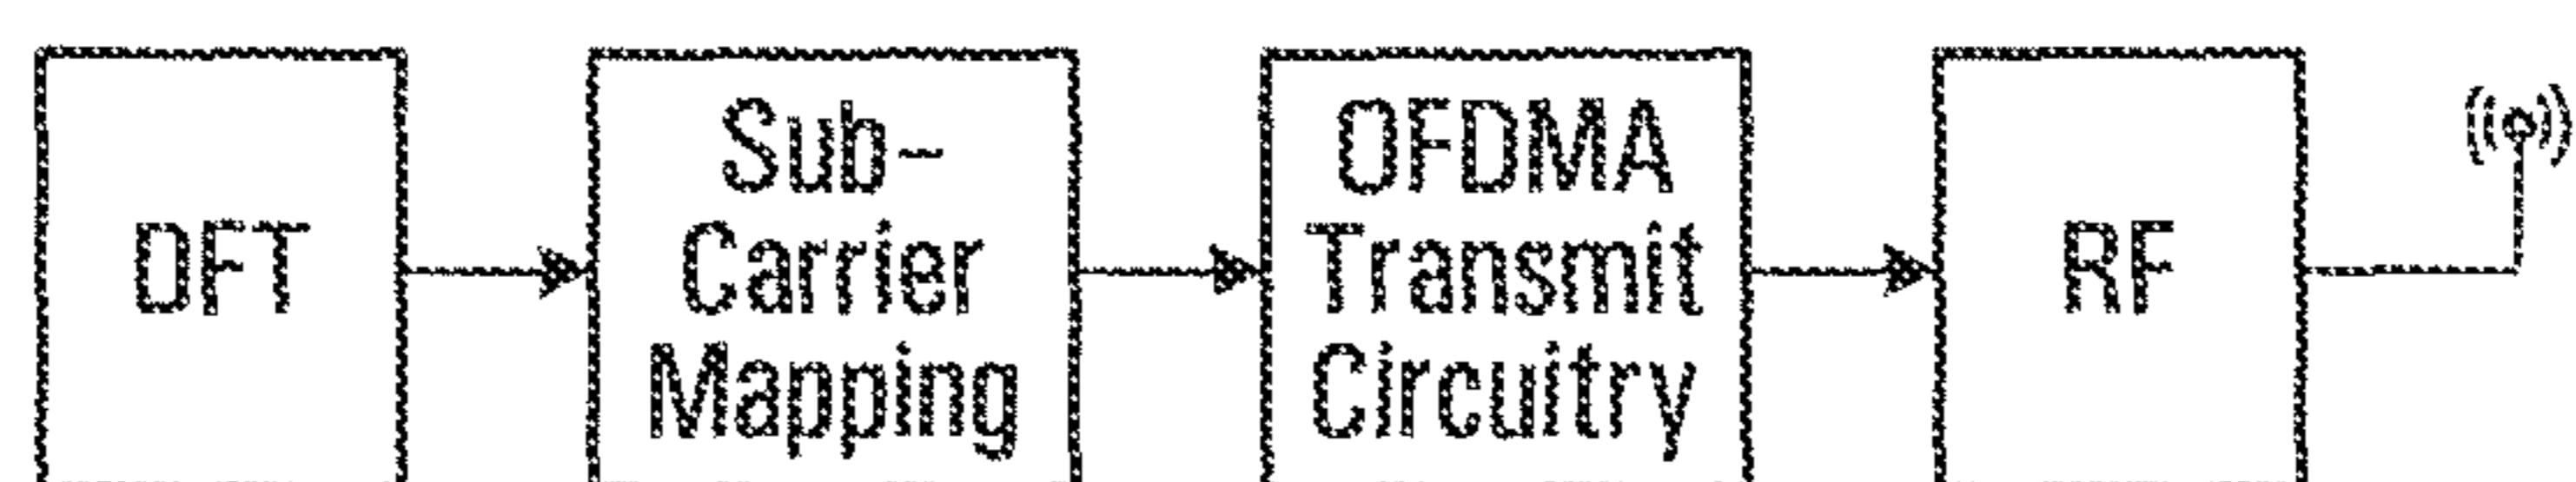 DFT
Sub-
Carrier
Mapping
OFDMA
Transmit
Circuitry
RF